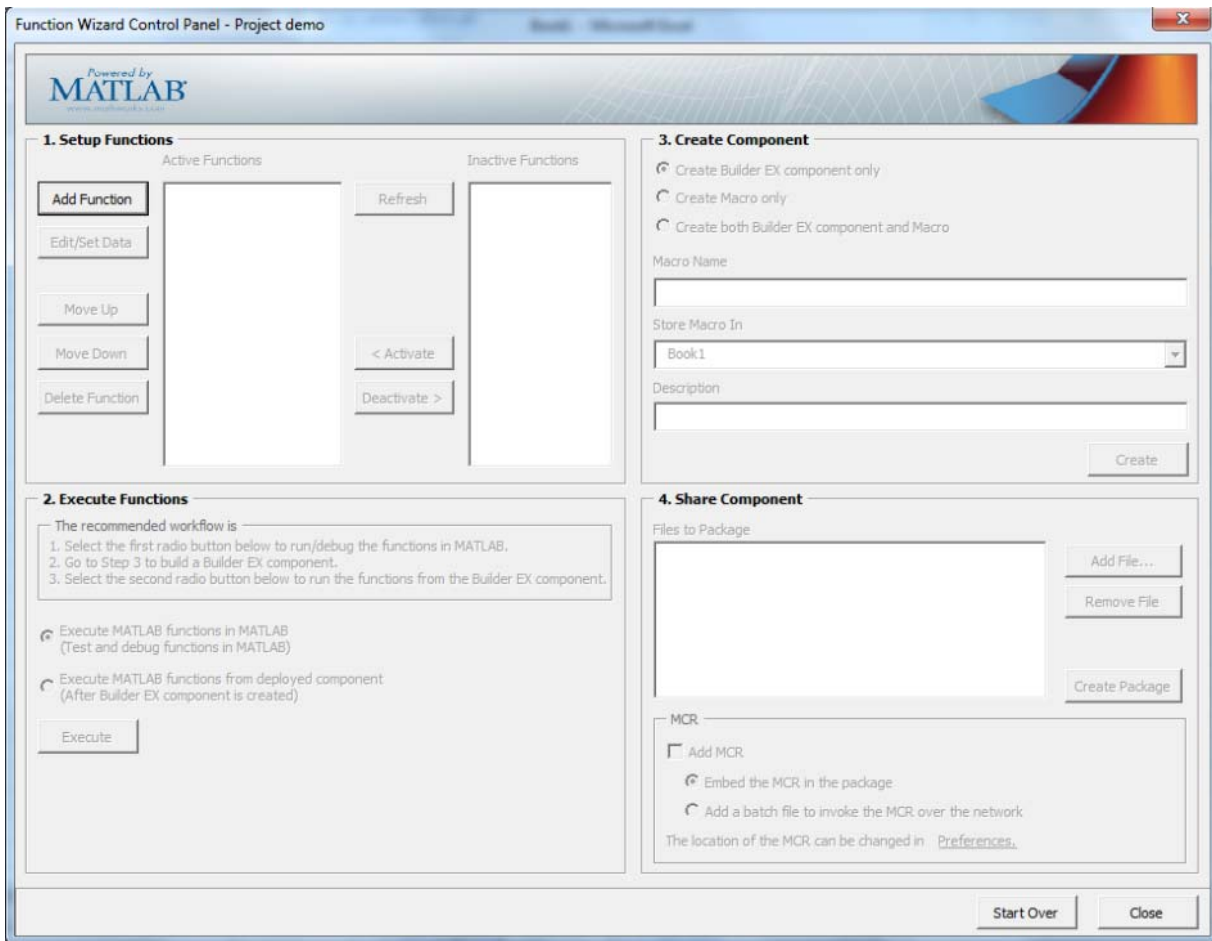 Function Wizard Control Panel - Project demo
Powered by
MATLAB
1. Setup Functions
Active Functions
Inactive Functions
Add Function
Refresh
Edit/Set Data
Move Up
Move Down
< Activate
Delete Function
Deactivate >
2. Execute Functions
The recommended workflow is
1. Select the first radio button below to run/debug the functions in MATLAB.
2. Go to Step 3 to build a Builder EX component.
3. Select the second radio button below to run the functions from the Builder EX component.
Execute MATLAB functions in MATLAB
(Test and debug functions in MATLAB)
Execute MATLAB functions from deployed component
(After Builder EX component is created)
Execute
3. Create Component
Create Builder EX component only
Create Macro only
Create both Builder EX component and Macro
Macro Name
Store Macro In
Book1
Description
Create
4. Share Component
Files to Package
Add File...
Remove File
Create Package
MCR
Add MCR
Embed the MCR in the package
Add a batch file to invoke the MCR over the network
The location of the MCR can be changed in Preferences.
Start Over
Close